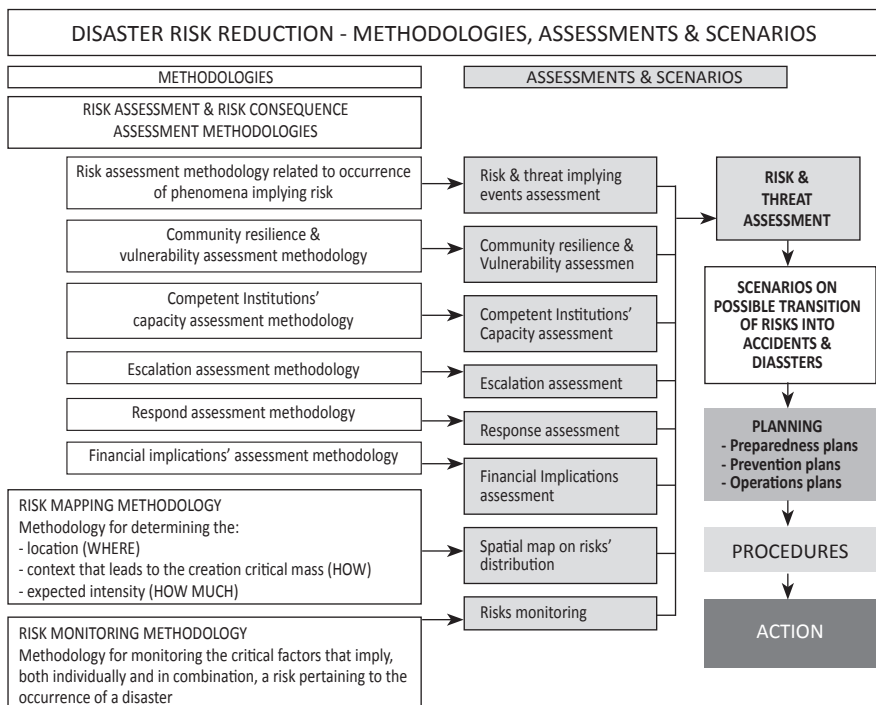 DISASTER RISK REDUCTION - METHODOLOGIES, ASSESSMENTS & SCENARIOS
METHODOLOGIES
RISK ASSESSMENT & RISK CONSEQUENCE
ASSESSMENT METHODOLOGIES
Risk assessment methodology related to occurrence
of phenomena implying risk
Community resilience &
vulnerability assessment methodology
Competent Institutions'
capacity assessment methodology
Escalation assessment methodology
Respond assessment methodology
Financial implications' assessment methodology
RISK MAPPING METHODOLOGY
Methodology for determining the:
- location (WHERE)
- context that leads to the creation critical mass (HOW)
- expected intensity (HOW MUCH)
RISK MONITORING METHODOLOGY
Methodology for monitoring the critical factors that imply,
both individually and in combination, a risk pertaining to the
occurrence of a disaster
ASSESSMENTS & SCENARIOS
Risk & threat implying
events assessment
Community resilience &
Vulnerability assessmen
Competent Institutions'
Capacity assessment
Escalation assessment
Response assessment
Financial Implications
assessment
Spatial map on risks'
distribution
Risks monitoring
RISK &
THREAT
ASSESSMENT
SCENARIOS ON
POSSIBLE TRANSITION
OF RISKS INTO
ACCIDENTS &
DIASSTERS
PLANNING
- Preparedness plans
- Prevention plans
- Operations plans
PROCEDURES
ACTION